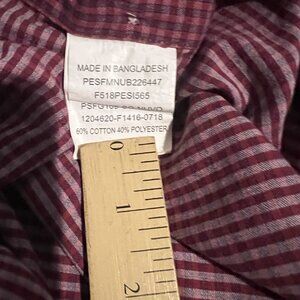 MADE IN BANGLADESH
PESFMNUB226447
F518PESI565
1204620-F1416-0718
60% COTTON 40% POLYESTER
0
1
2